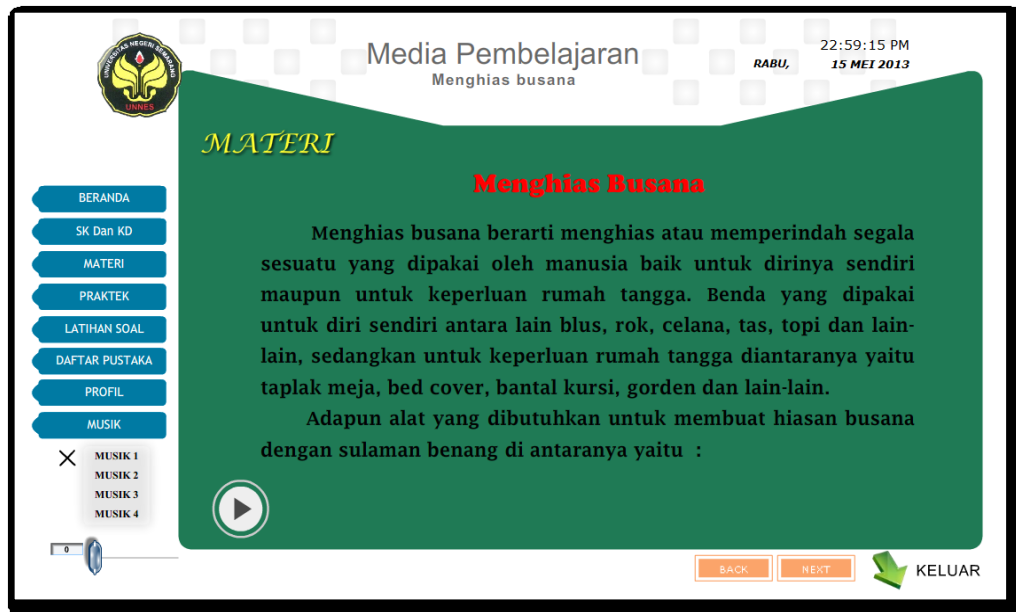 UNIVERSITAS NEGERI SEMARANG
UNNES
Media Pembelajaran
Menghias busana
22:59:15 PM
RABU, 15 MEI 2013
MATERI
Menghias Busana
BERANDA
SK Dan KD
MATERI
PRAKTEK
LATIHAN SOAL
DAFTAR PUSTAKA
PROFIL
MUSIK
MUSIK 1
MUSIK 2
MUSIK 3
MUSIK 4
0
Menghias busana berarti menghias atau memperindah segala
sesuatu yang dipakai oleh manusia baik untuk dirinya sendiri
maupun untuk keperluan rumah tangga. Benda yang dipakai
untuk diri sendiri antara lain blus, rok, celana, tas, topi dan lain-
lain, sedangkan untuk keperluan rumah tangga diantaranya yaitu
taplak meja, bed cover, bantal kursi, gorden dan lain-lain.
Adapun alat yang dibutuhkan untuk membuat hiasan busana
dengan sulaman benang di antaranya yaitu :
BACK
NEXT
KELUAR